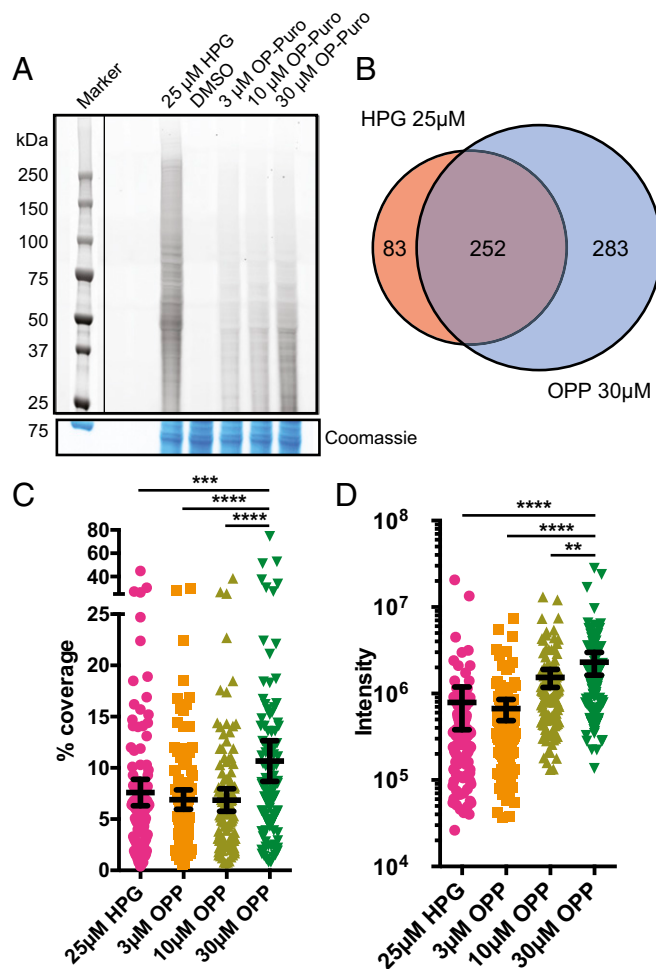 A
Marker
25 µM HPG
DMSO
3 µM OP-Puro
10 µM OP-Puro
30 µM OP-Puro
kDa
250
150
100
75
50
37
25
75
Coomassie
B
HPG 25µM
83
252
283
OPP 30µM
C
***
****
****
% coverage
80
60
40
25
20
15
10
5
0
25µM HPG
3µM OPP
10µM OPP
30µM OPP
D
****
****
**
Intensity
10⁸
10⁷
10⁶
10⁵
10⁴
25µM HPG
3µM OPP
10µM OPP
30µM OPP